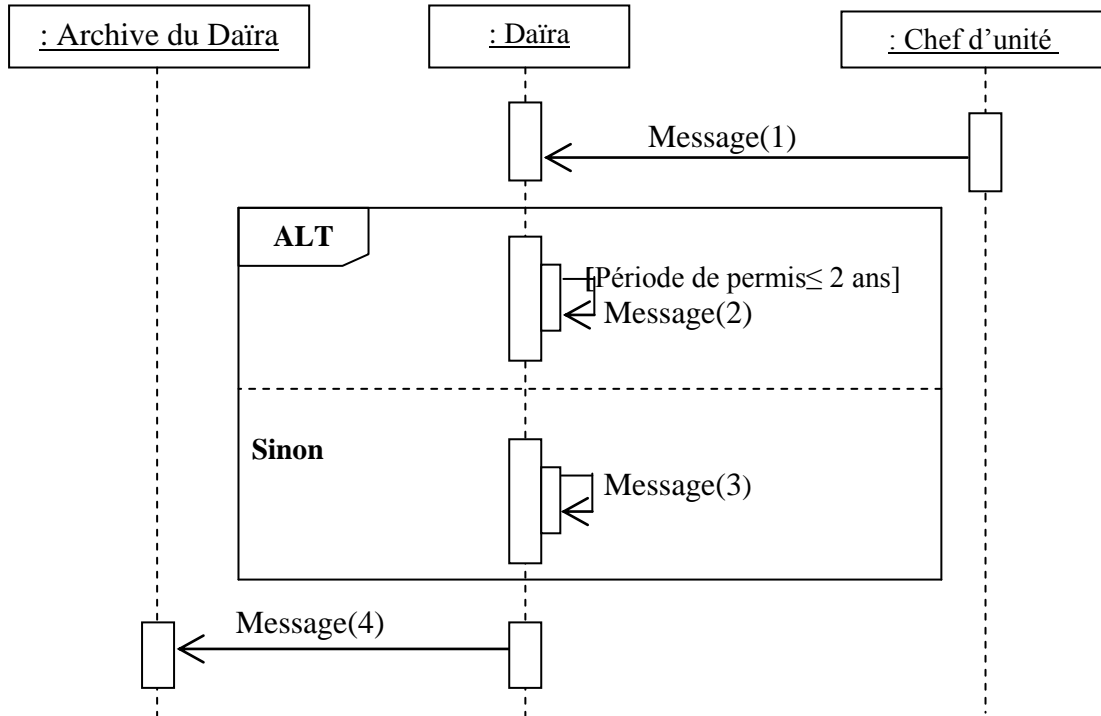 : Archive du Daïra
: Daïra
: Chef d’unité
Message(1)
ALT
[Période de permis≤ 2 ans]
Message(2)
Sinon
Message(3)
Message(4)